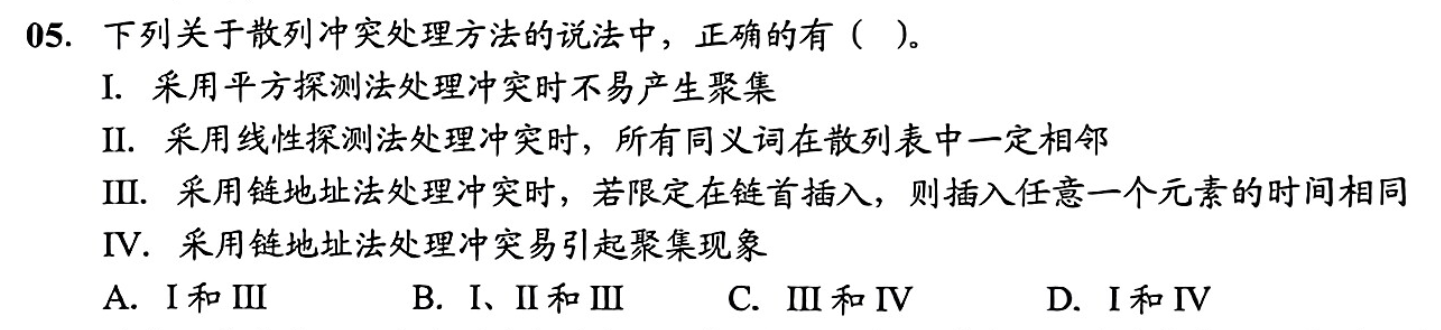 05. 下列关于散列冲突处理方法的说法中，正确的有（ ）。
I. 采用平方探测法处理冲突时不易产生聚集
II. 采用线性探测法处理冲突时，所有同义词在散列表中一定相邻
III. 采用链地址法处理冲突时，若限定在链首插入，则插入任意一个元素的时间相同
IV. 采用链地址法处理冲突易引起聚集现象
A. I 和 III B. I、II 和 III C. III 和 IV D. I 和 IV